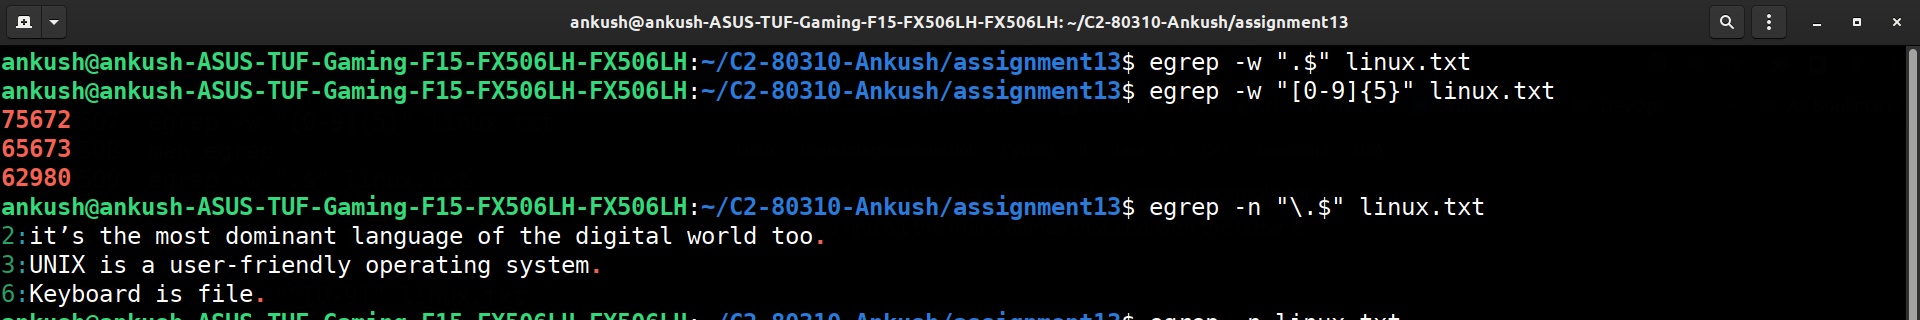 ankush@ankush-ASUS-TUF-Gaming-F15-FX506LH-FX506LH: ~/C2-80310-Ankush/assignment13
ankush@ankush-ASUS-TUF-Gaming-F15-FX506LH-FX506LH:~/C2-80310-Ankush/assignment13$ egrep -w ".$" linux.txt
ankush@ankush-ASUS-TUF-Gaming-F15-FX506LH-FX506LH:~/C2-80310-Ankush/assignment13$ egrep -w "[0-9]{5}" linux.txt
75672
65673
62980
ankush@ankush-ASUS-TUF-Gaming-F15-FX506LH-FX506LH:~/C2-80310-Ankush/assignment13$ egrep -n "\.$" linux.txt
2:it’s the most dominant language of the digital world too.
3:UNIX is a user-friendly operating system.
6:Keyboard is file.